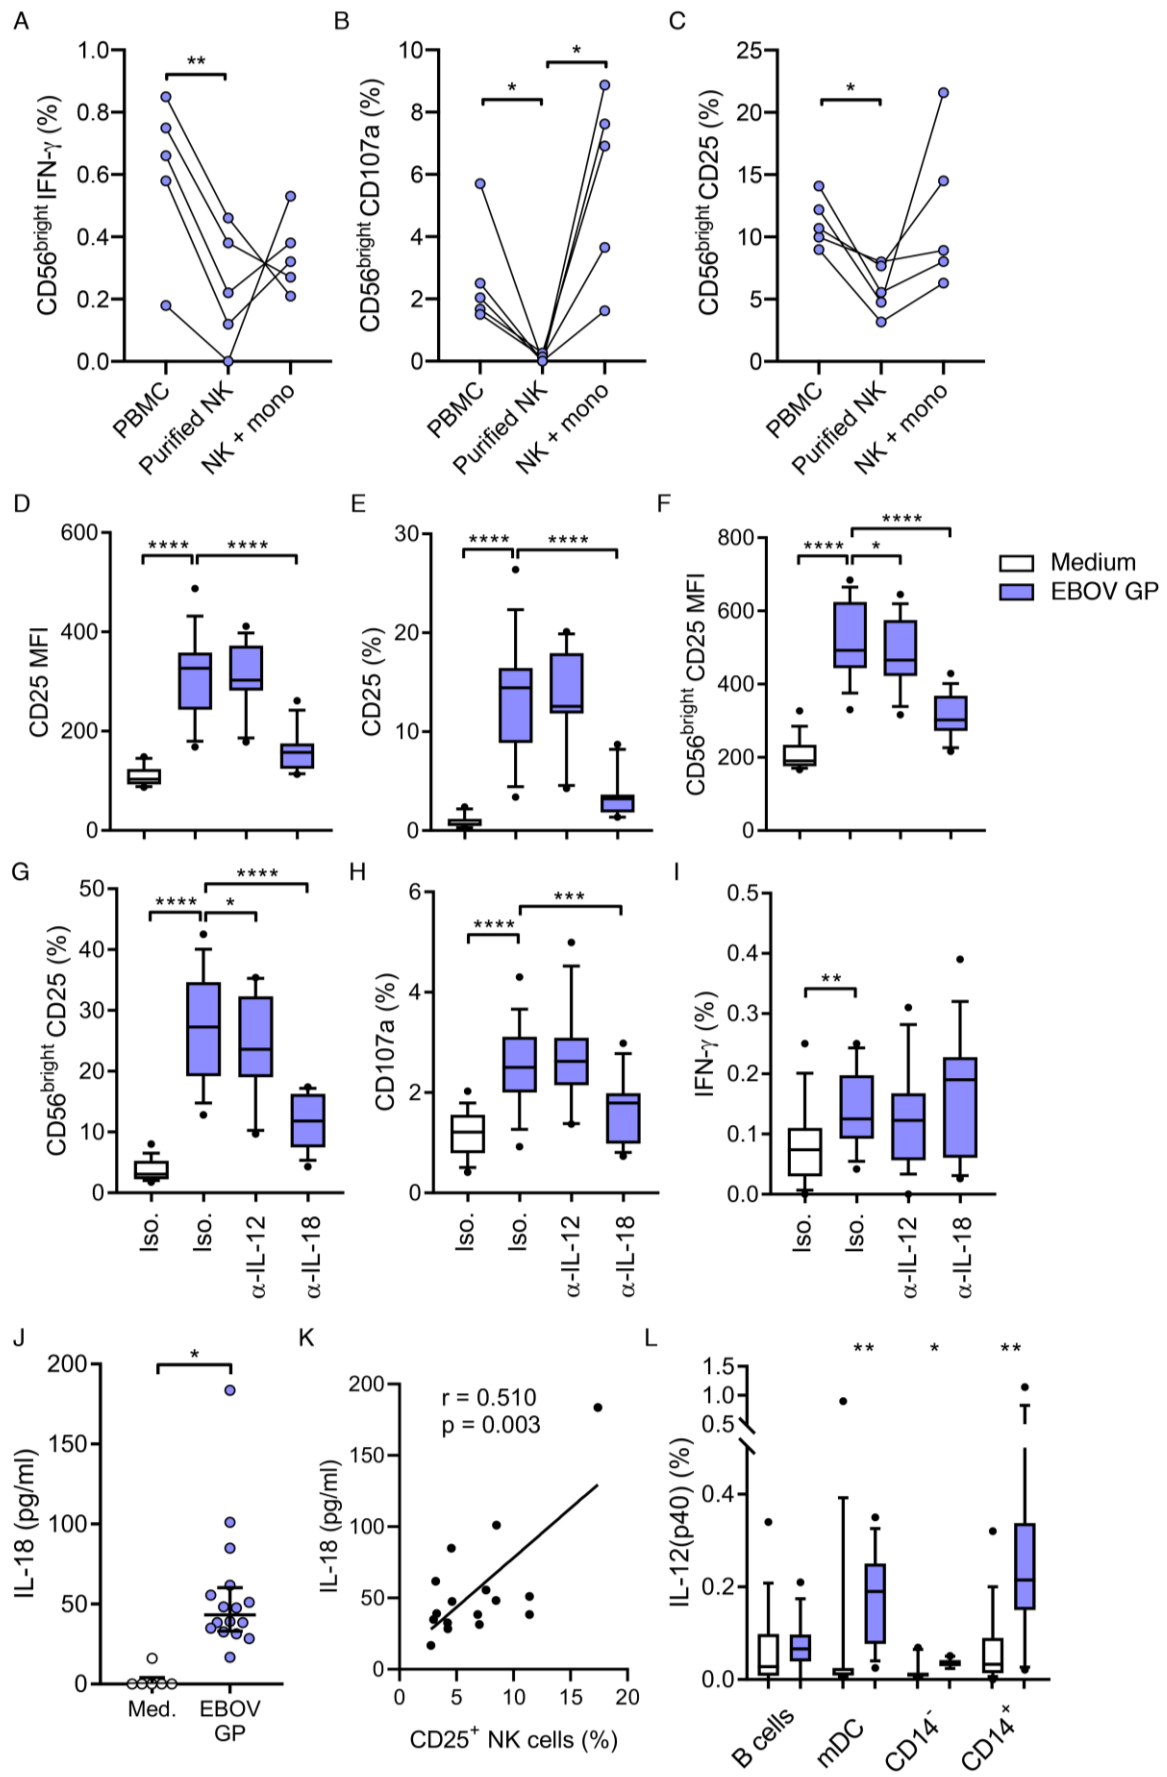 A
CD56bright IFN-γ (%)
1.0
0.8
0.6
0.4
0.2
0.0
**
PBMC
Purified NK
NK + mono
B
CD56bright CD107a (%)
10
8
6
4
2
0
*
*
PBMC
Purified NK
NK + mono
C
CD56bright CD25 (%)
25
20
15
10
5
0
*
PBMC
Purified NK
NK + mono
D
CD25 MFI
600
400
200
0
**** ****
E
CD25 (%)
30
20
10
0
**** ****
F
CD56bright CD25 MFI
800
600
400
200
0
****
**** *
Medium
EBOV GP
G
CD56bright CD25 (%)
50
40
30
20
10
0
****
**** *
Iso.
Iso.
α-IL-12
α-IL-18
H
CD107a (%)
6
4
2
0
***
****
Iso.
Iso.
α-IL-12
α-IL-18
I
IFN-γ (%)
0.5
0.4
0.3
0.2
0.1
0.0
**
Iso.
Iso.
α-IL-12
α-IL-18
J
IL-18 (pg/ml)
200
150
100
50
0
*
Med.
EBOV
GP
K
IL-18 (pg/ml)
200
150
100
50
0
r = 0.510
p = 0.003
0 5 10 15 20
CD25+ NK cells (%)
L
IL-12(p40) (%)
1.5
1.0
0.5
0.4
0.2
0.0
** * **
B cells
mDC
CD14-
CD14+